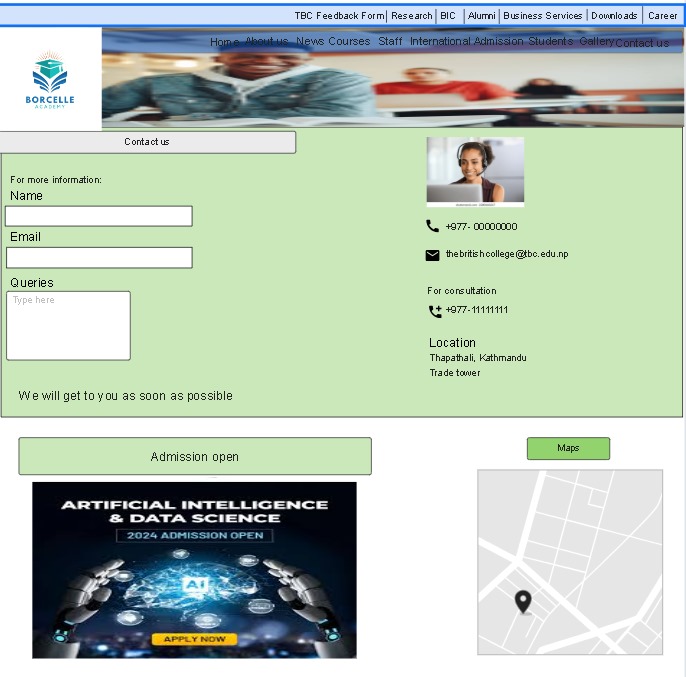 TBC Feedback Form | Research | BIC | Alumni | Business Services | Downloads | Career
Home About us News Courses Staff International Admission Students Gallery Contact us
BORCELLE
ACADEMY
Contact us
For more information:
Name
Email
Queries
Type here
We will get to you as soon as possible
+977- 00000000
thebritishcollege@tbc.edu.np
For consultation
+977-11111111
Location
Thapathali, Kathmandu
Trade tower
Admission open
ARTIFICIAL INTELLIGENCE
& DATA SCIENCE
2024 ADMISSION OPEN
AI
APPLY NOW
Maps